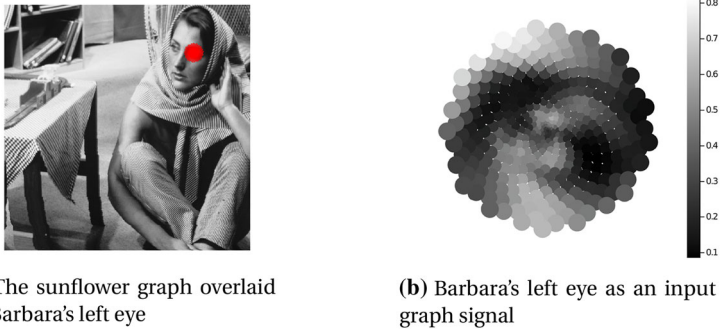 0.8
0.7
0.6
0.5
0.4
0.3
0.2
0.1
The sunflower graph overlaid
Barbara's left eye
(b) Barbara's left eye as an input
graph signal